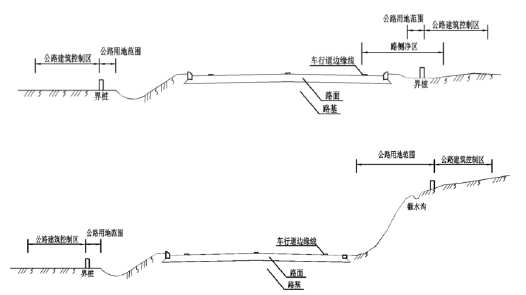 公路用地范围
公路建筑控制区
公路建筑控制区
公路用地范围
路侧净区
车行道边缘线
界桩
路面
界桩
路基
公路用地范围
公路建筑控制区
截水沟
公路建筑控制区
公路用地范围
车行道边缘线
界桩
路面
路基